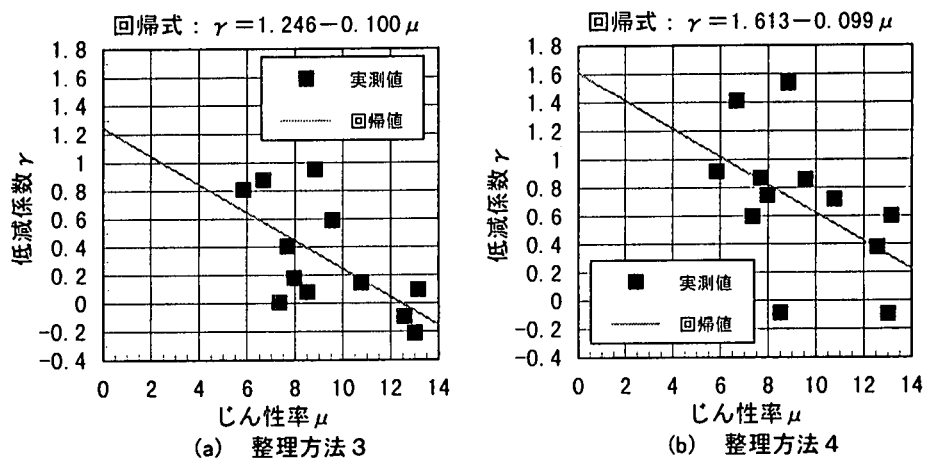 回帰式：γ＝1.246－0.100μ
1.8
1.6
1.4
1.2
1
0.8
0.6
0.4
0.2
0
－0.2
－0.4
低減係数γ
実測値
回帰値
0 2 4 6 8 10 12 14
じん性率μ
(a) 整理方法3
回帰式：γ＝1.613－0.099μ
1.8
1.6
1.4
1.2
1
0.8
0.6
0.4
0.2
0
－0.2
－0.4
低減係数γ
実測値
回帰値
0 2 4 6 8 10 12 14
じん性率μ
(b) 整理方法4